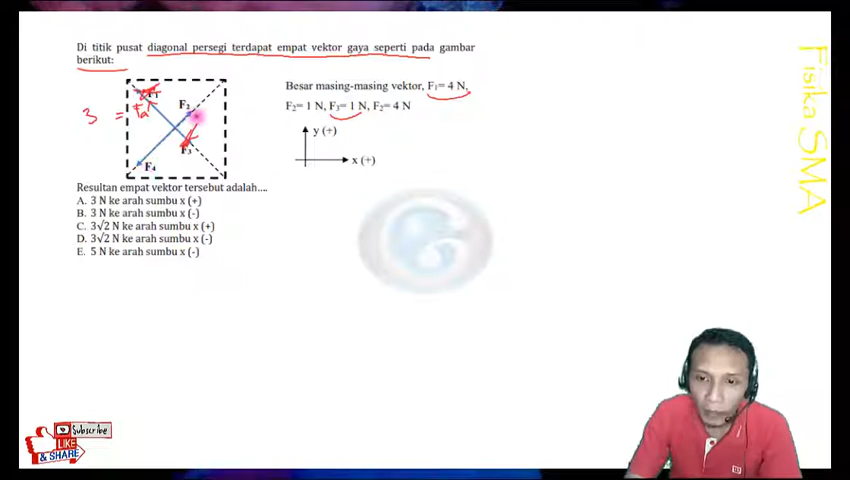 Di titik pusat diagonal persegi terdapat empat vektor gaya seperti pada gambar
berikut:
Besar masing-masing vektor, F₁= 4 N,
F₂= 1 N, F₃= 1 N, F₂= 4 N
F₁
F₂
3 = Fa
F₃
F₄
y (+)
x (+)
Resultan empat vektor tersebut adalah....
A. 3 N ke arah sumbu x (+)
B. 3 N ke arah sumbu x (-)
C. 3√2 N ke arah sumbu x (+)
D. 3√2 N ke arah sumbu x (-)
E. 5 N ke arah sumbu x (-)
Fisika SMA
Subscribe
LIKE
& SHARE